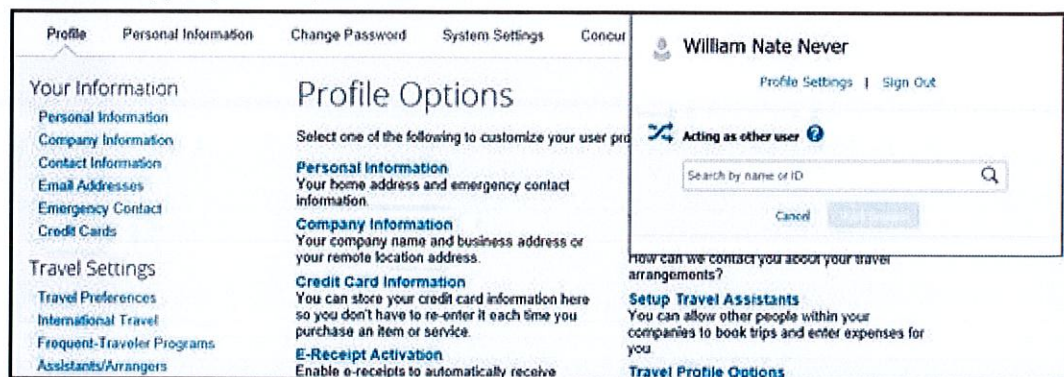 Profile Personal Information Change Password System Settings Concur
Your Information
Personal Information
Company Information
Contact Information
Email Addresses
Emergency Contact
Credit Cards
Travel Settings
Travel Preferences
International Travel
Frequent-Traveler Programs
Assistants/Arrangers
Profile Options
Select one of the following to customize your user pro
Personal Information
Your home address and emergency contact
information.
Company Information
Your company name and business address or
your remote location address.
Credit Card Information
You can store your credit card information here
so you don't have to re-enter it each time you
purchase an item or service.
E-Receipt Activation
Enable e-receipts to automatically receive
William Nate Never
Profile Settings | Sign Out
Acting as other user ?
Search by name or ID
Cancel
How can we contact you about your travel
arrangements?
Setup Travel Assistants
You can allow other people within your
companies to book trips and enter expenses for
you.
Travel Profile Options